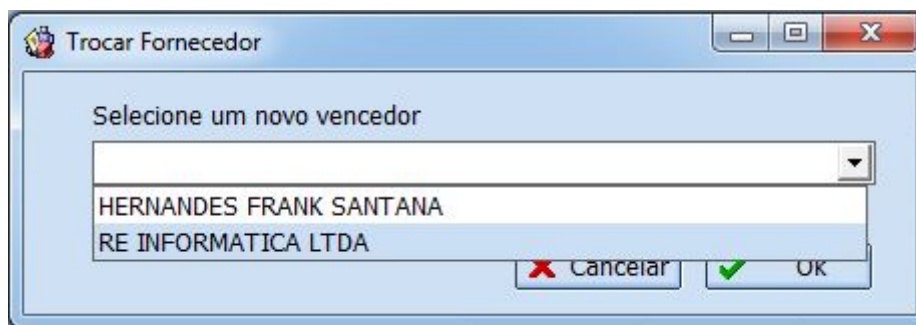 Trocar Fornecedor
Selecione um novo vencedor
HERNANDES FRANK SANTANA
RE INFORMATICA LTDA
Cancelar Ok